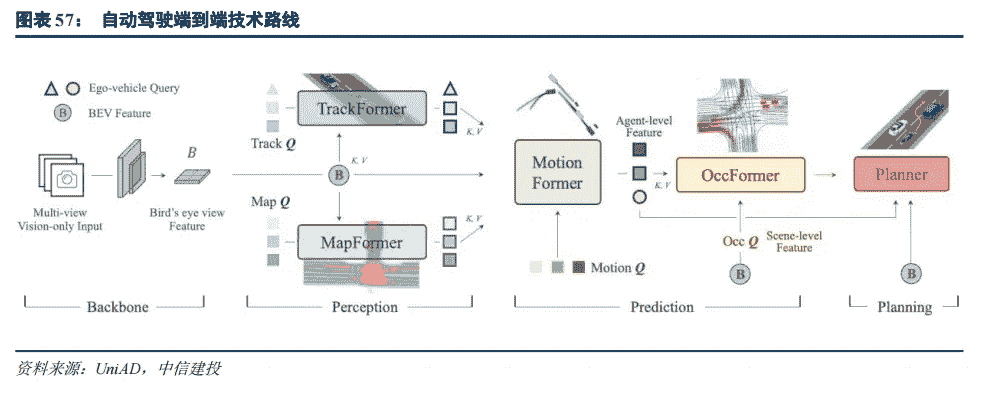 图表 57： 自动驾驶端到端技术路线
Ego-vehicle Query
B BEV Feature
Multi-view
Vision-only Input
B
Bird's eye view
Feature
TrackFormer
Track Q
K, V
K, V
B
Map Q
MapFormer
K, V
Motion
Former
Motion Q
Agent-level
Feature
K, V
OccFormer
Occ Q
Scene-level
Feature
B
Planner
B
Backbone
Perception
Prediction
Planning
资料来源：UniAD，中信建投